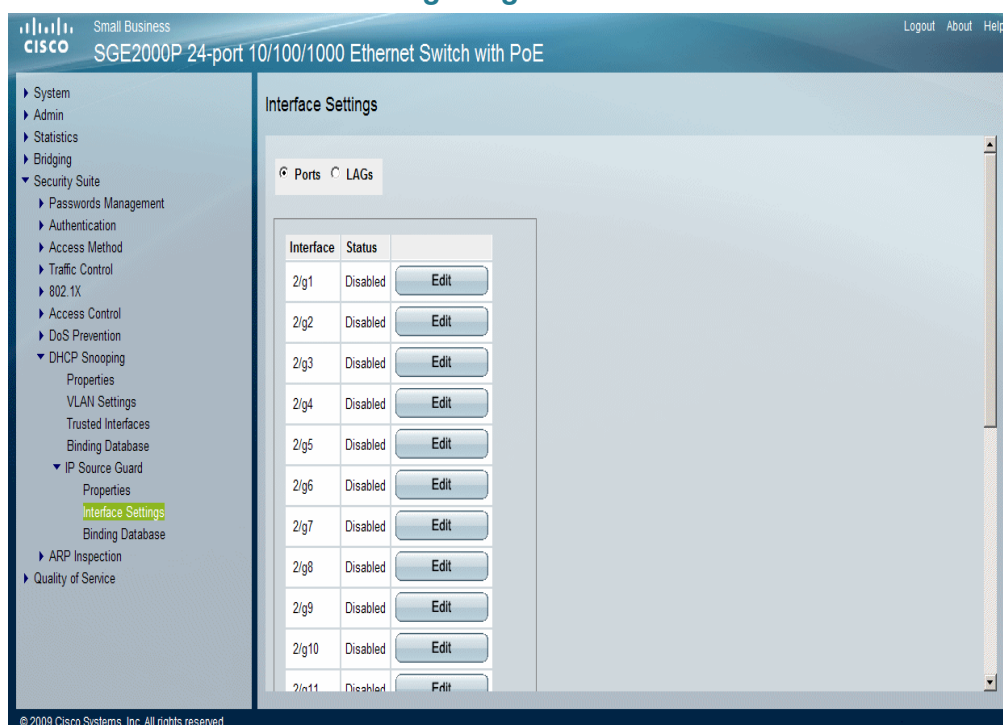 Small Business
CISCO
SGE2000P 24-port 10/100/1000 Ethernet Switch with PoE
Logout About Help
System
Admin
Statistics
Bridging
Security Suite
Passwords Management
Authentication
Access Method
Traffic Control
802.1X
Access Control
DoS Prevention
DHCP Snooping
Properties
VLAN Settings
Trusted Interfaces
Binding Database
IP Source Guard
Properties
Interface Settings
Binding Database
ARP Inspection
Quality of Service
Interface Settings
Ports LAGs
Interface Status
2/g1 Disabled Edit
2/g2 Disabled Edit
2/g3 Disabled Edit
2/g4 Disabled Edit
2/g5 Disabled Edit
2/g6 Disabled Edit
2/g7 Disabled Edit
2/g8 Disabled Edit
2/g9 Disabled Edit
2/g10 Disabled Edit
2/g11 Disabled Edit
© 2009 Cisco Systems, Inc. All rights reserved.